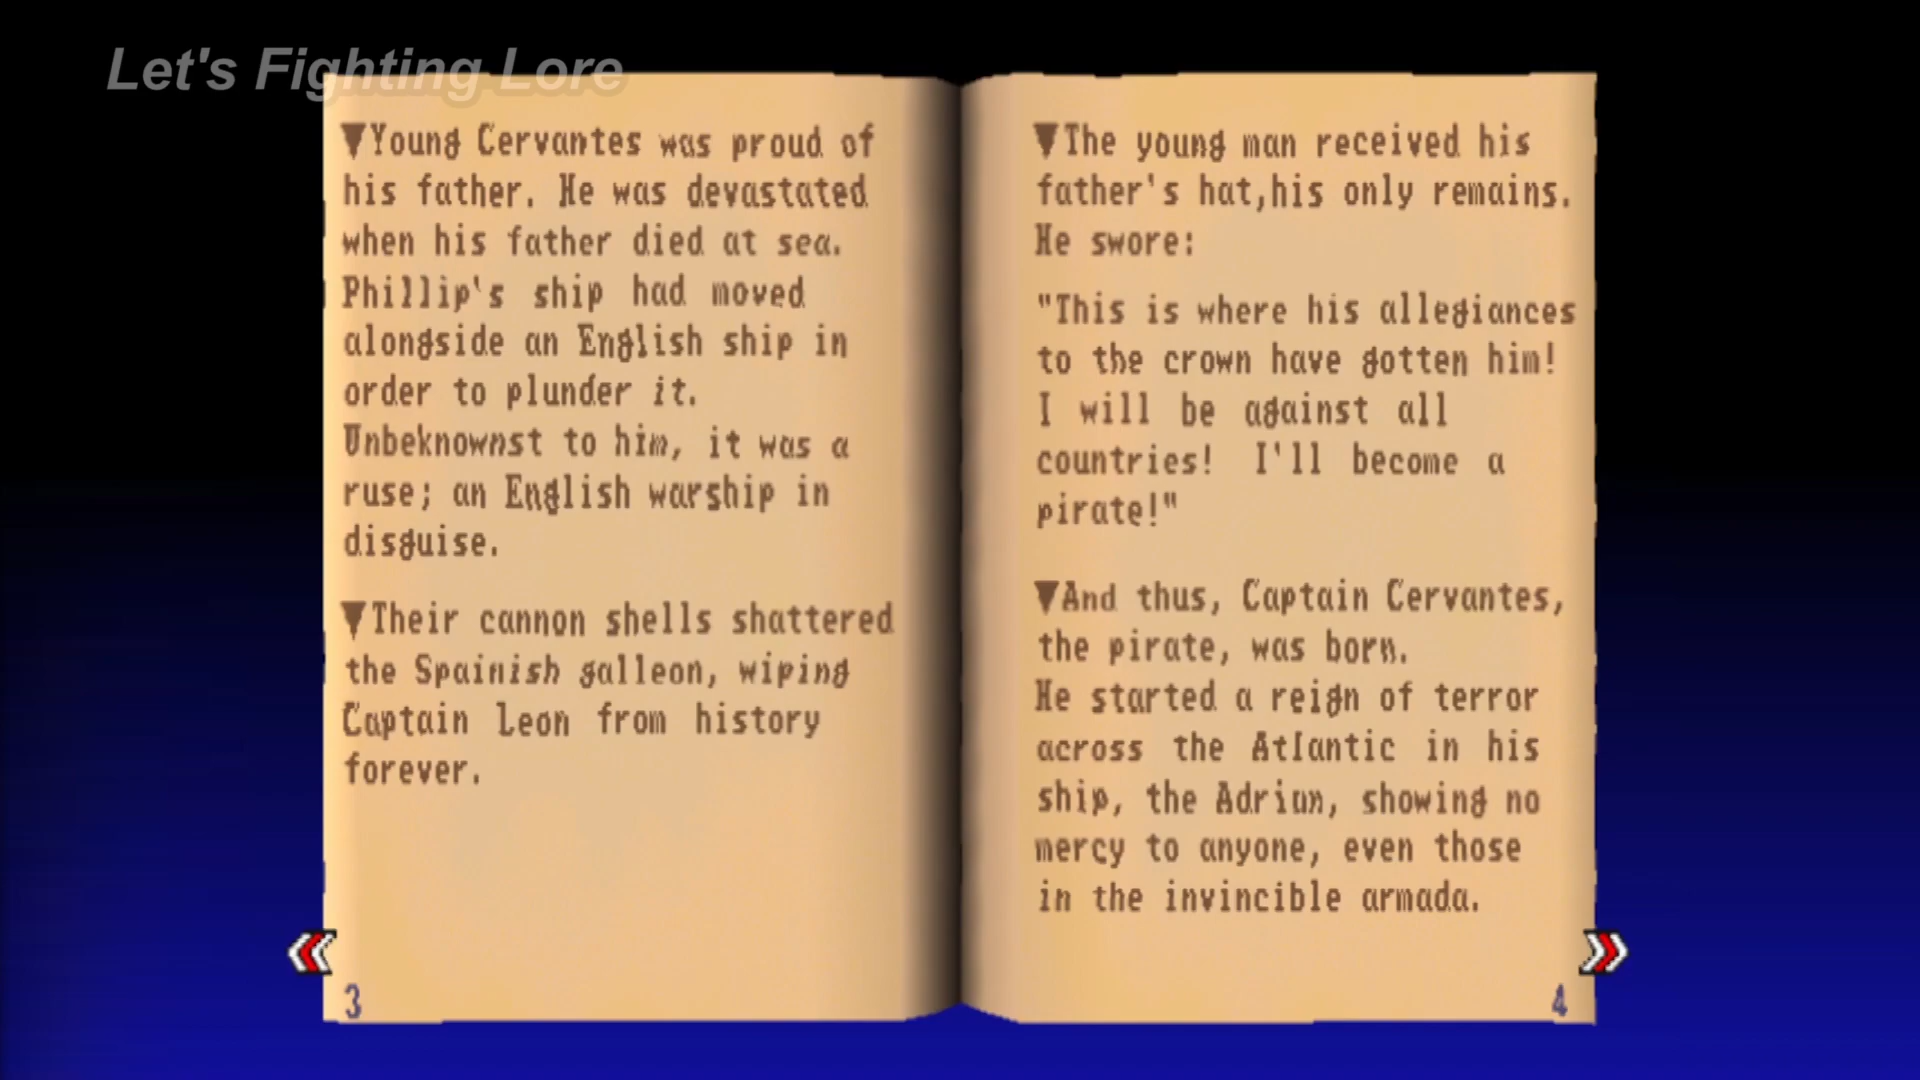 Let's Fighting Lore
▼Young Cervantes was proud of
his father. He was devastated
when his father died at sea.
Phillip's ship had moved
alongside an English ship in
order to plunder it.
Unbeknownst to him, it was a
ruse; an English warship in
disguise.
▼Their cannon shells shattered
the Spainish galleon, wiping
Captain Leon from history
forever.
3
▼The young man received his
father's hat,his only remains.
He swore:
"This is where his allegiances
to the crown have gotten him!
I will be against all
countries! I'll become a
pirate!"
▼And thus, Captain Cervantes,
the pirate, was born.
He started a reign of terror
across the Atlantic in his
ship, the Adrian, showing no
mercy to anyone, even those
in the invincible armada.
4